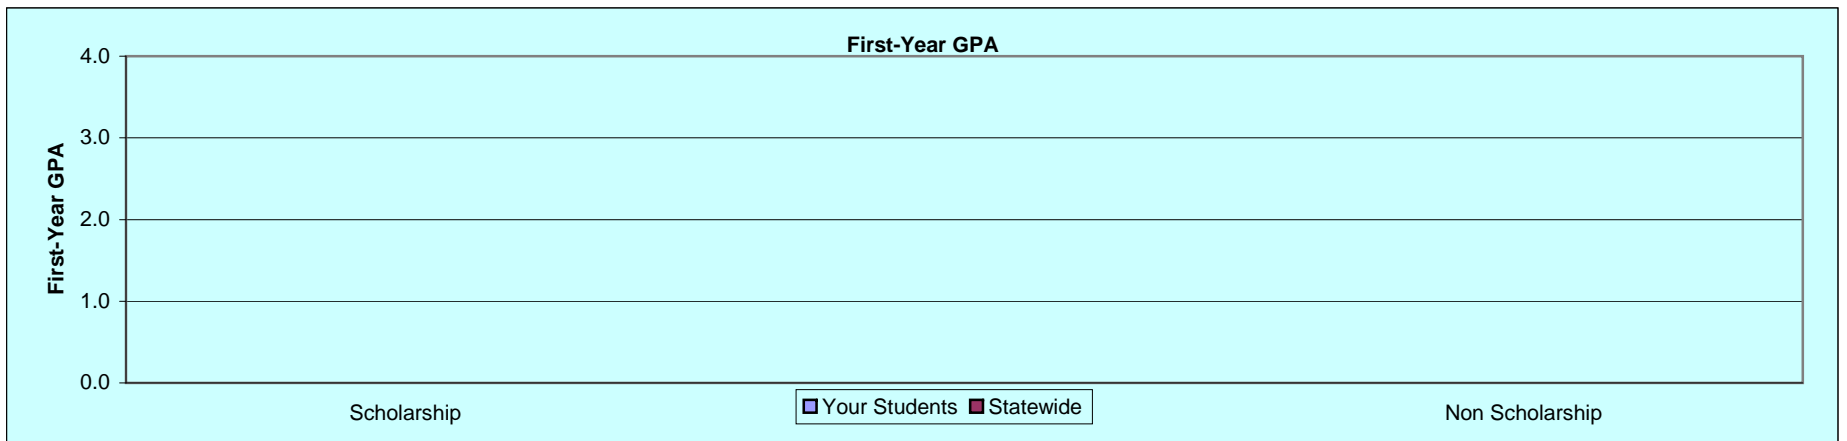 First-Year GPA
First-Year GPA
4.0
3.0
2.0
1.0
0.0
Scholarship
Non Scholarship
Your Students
Statewide